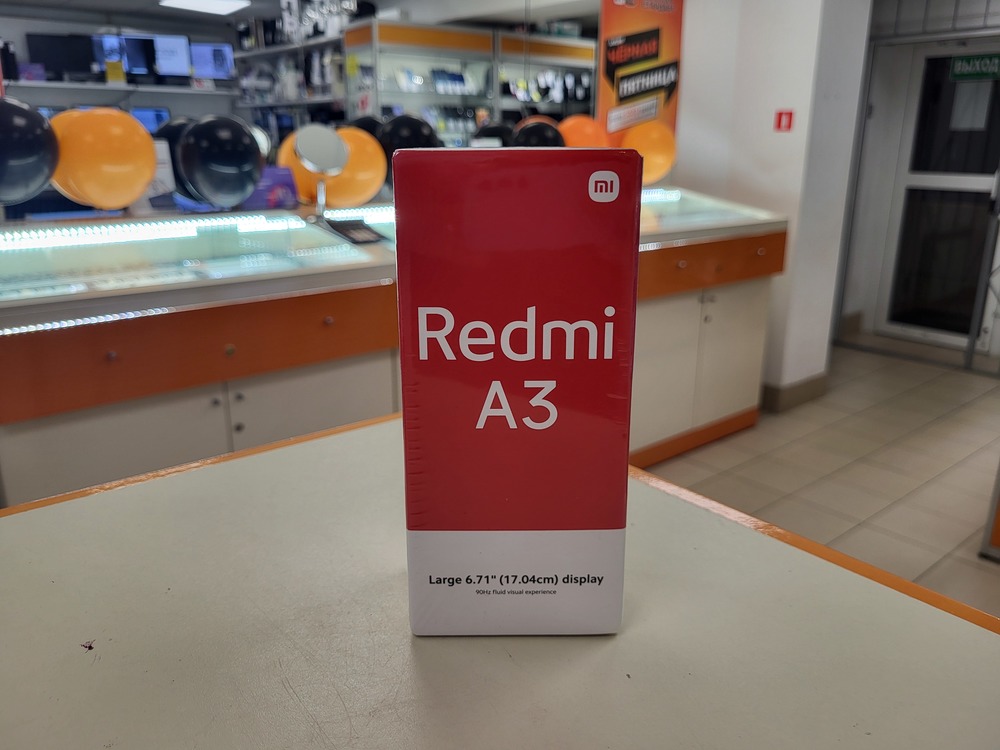 ЧЁРНАЯ
ПЯТНИЦА
ВЫХОД
mi
Redmi
A3
Large 6.71" (17.04cm) display
90Hz fluid visual experience